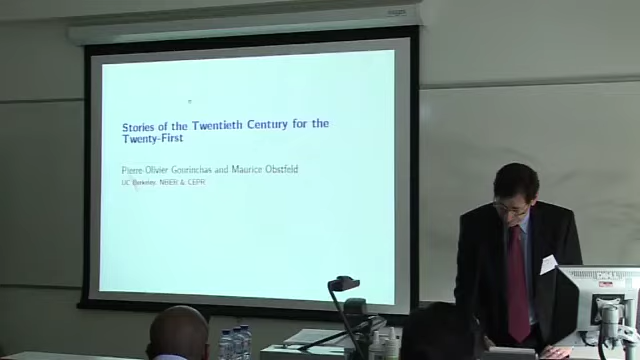 Stories of the Twentieth Century for the
Twenty-First
Pierre-Olivier Gourinchas and Maurice Obstfeld
UC Berkeley, NBER & CEPR
DELL